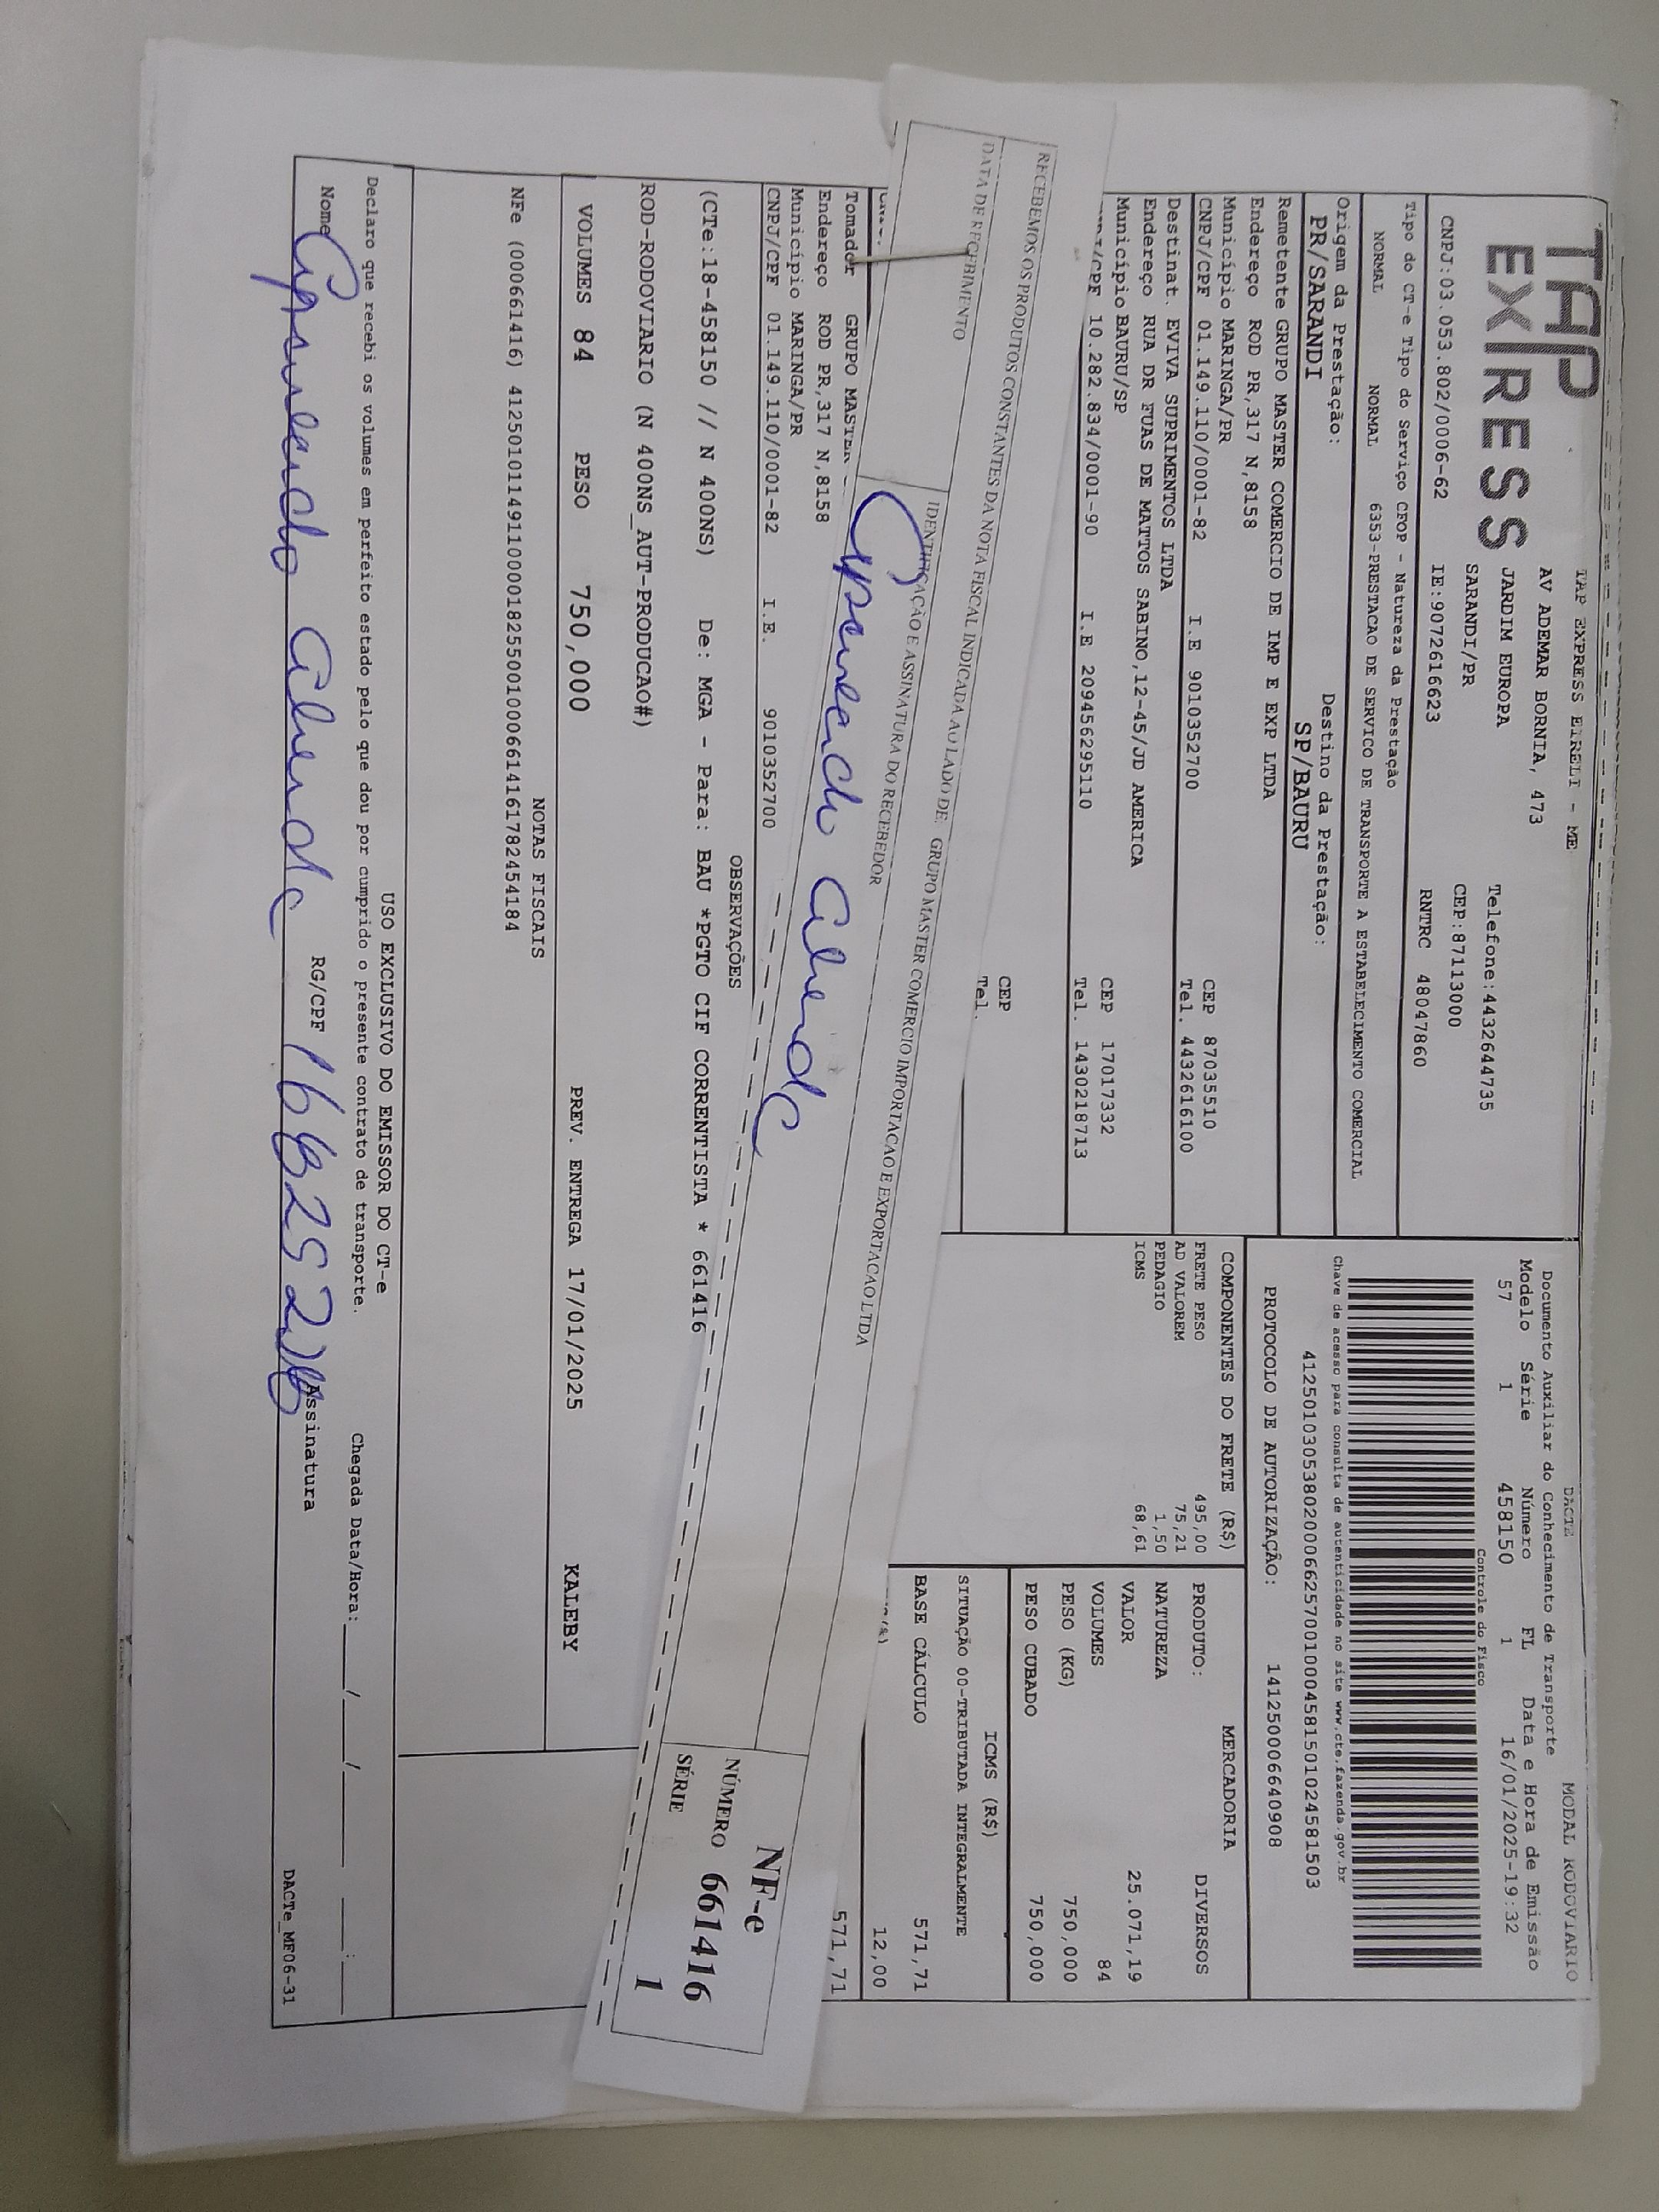 TAP EXPRESS
TAP EXPRESS EIRELI - ME
AV ADEMAR BORNIA, 473
JARDIM EUROPA
SARANDI/PR
Telefone:4432644735
CEP:87113000
CNPJ:03.053.802/0006-62 IE:9072616623 RNTRC 48047860
DACTE MODAL RODOVIARIO
Documento Auxiliar do Conhecimento de Transporte
Modelo Série Número FL Data e Hora de Emissão
57 1 458150 1 16/01/2025-19:32
Controle do Fisco
Chave de acesso para consulta de autenticidade no site www.cte.fazenda.gov.br
41250103053802000662570010004581501024581503
PROTOCOLO DE AUTORIZAÇÃO: 141250006640908
Tipo do CT-e Tipo do Serviço CFOP - Natureza da Prestação
NORMAL NORMAL 6353-PRESTACAO DE SERVICO DE TRANSPORTE A ESTABELECIMENTO COMERCIAL
Origem da Prestação: Destino da Prestação:
PR/SARANDI SP/BAURU
Remetente GRUPO MASTER COMERCIO DE IMP E EXP LTDA
Endereço ROD PR,317 N,8158
Município MARINGA/PR CEP 87035510
CNPJ/CPF 01.149.110/0001-82 I.E 9010352700 Tel. 4432616100
Destinat. EVIVA SUPRIMENTOS LTDA
Endereço RUA DR FUAS DE MATTOS SABINO,12-45/JD AMERICA
Município BAURU/SP CEP 17017332
CNPJ/CPF 10.282.834/0001-90 I.E 209456295110 Tel. 1430218713
CEP
Tel.
COMPONENTES DO FRETE (R$)
FRETE PESO 495,00
AD VALOREM 75,21
PEDAGIO 1,50
ICMS 68,61
MERCADORIA
PRODUTO: DIVERSOS
NATUREZA
VALOR 25.071,19
VOLUMES 84
PESO (KG) 750,000
PESO CUBADO 750,000
ICMS (R$)
SITUAÇÃO 00-TRIBUTADA INTEGRALMENTE
BASE CÁLCULO 571,71
12,00
571,71
RECEBEMOS OS PRODUTOS CONSTANTES DA NOTA FISCAL INDICADA AO LADO DE: GRUPO MASTER COMERCIO IMPORTACAO E EXPORTACAO LTDA
DATA DE RECEBIMENTO IDENTIFICAÇÃO E ASSINATURA DO RECEBEDOR
NF-e
NÚMERO 661416
SÉRIE 1
Tomador GRUPO MASTER
Endereço ROD PR,317 N,8158
Município MARINGA/PR
CNPJ/CPF 01.149.110/0001-82 I.E. 9010352700
OBSERVAÇÕES
(CTe:18-458150 // N 400NS) De: MGA - Para: BAU *PGTO CIF CORRENTISTA * 661416
ROD-RODOVIARIO (N 400NS_AUT-PRODUCAO#)
VOLUMES 84 PESO 750,000 PREV. ENTREGA 17/01/2025 KALEBY
NOTAS FISCAIS
NFe (000661416) 41250101149110000182550010006614161782454184
USO EXCLUSIVO DO EMISSOR DO CT-e
Declaro que recebi os volumes em perfeito estado pelo que dou por cumprido o presente contrato de transporte. Chegada Data/Hora: ___/___/___ __:__
Nome RG/CPF Assinatura
DACTe_MF06-31